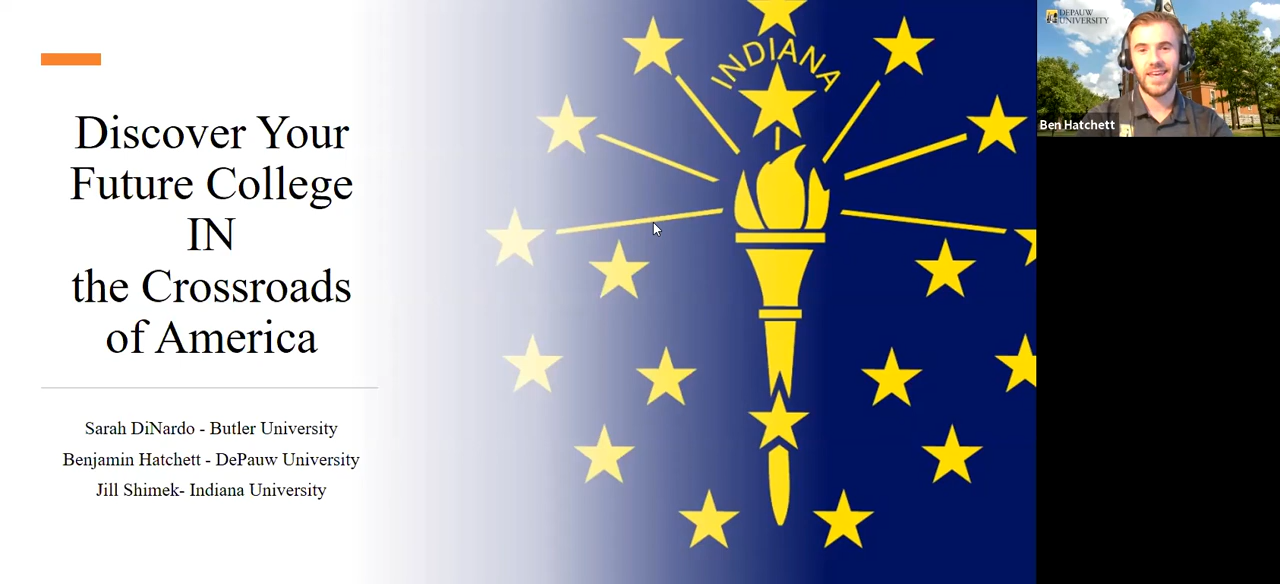 Discover Your
Future College
IN
the Crossroads
of America
Sarah DiNardo - Butler University
Benjamin Hatchett - DePauw University
Jill Shimek- Indiana University
INDIANA
DEPAUW
UNIVERSITY
Ben Hatchett